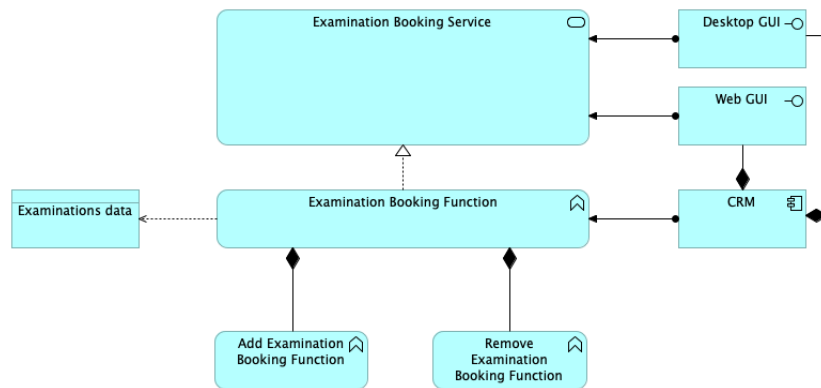 Examination Booking Service
Desktop GUI
Web GUI
Examinations data
Examination Booking Function
CRM
Add Examination
Booking Function
Remove
Examination
Booking Function